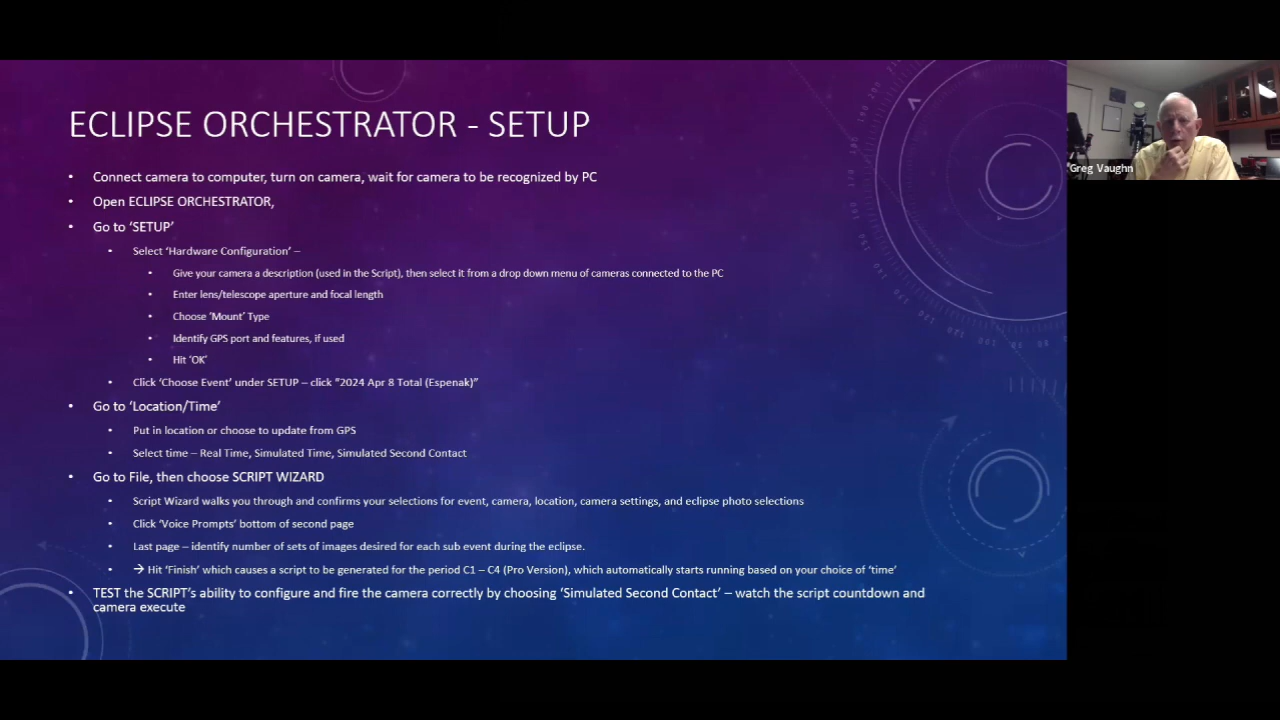 ECLIPSE ORCHESTRATOR - SETUP
• Connect camera to computer, turn on camera, wait for camera to be recognized by PC
• Open ECLIPSE ORCHESTRATOR,
• Go to ‘SETUP’
• Select ‘Hardware Configuration’ –
• Give your camera a description (used in the Script), then select it from a drop down menu of cameras connected to the PC
• Enter lens/telescope aperture and focal length
• Choose ‘Mount’ Type
• Identify GPS port and features, if used
• Hit ‘OK’
• Click ‘Choose Event’ under SETUP – click “2024 Apr 8 Total (Espenak)”
• Go to ‘Location/Time’
• Put in location or choose to update from GPS
• Select time – Real Time, Simulated Time, Simulated Second Contact
• Go to File, then choose SCRIPT WIZARD
• Script Wizard walks you through and confirms your selections for event, camera, location, camera settings, and eclipse photo selections
• Click ‘Voice Prompts’ bottom of second page
• Last page – identify number of sets of images desired for each sub event during the eclipse.
• → Hit ‘Finish’ which causes a script to be generated for the period C1 – C4 (Pro Version), which automatically starts running based on your choice of ‘time’
• TEST the SCRIPT’s ability to configure and fire the camera correctly by choosing ‘Simulated Second Contact’ – watch the script countdown and
camera execute
Greg Vaughn